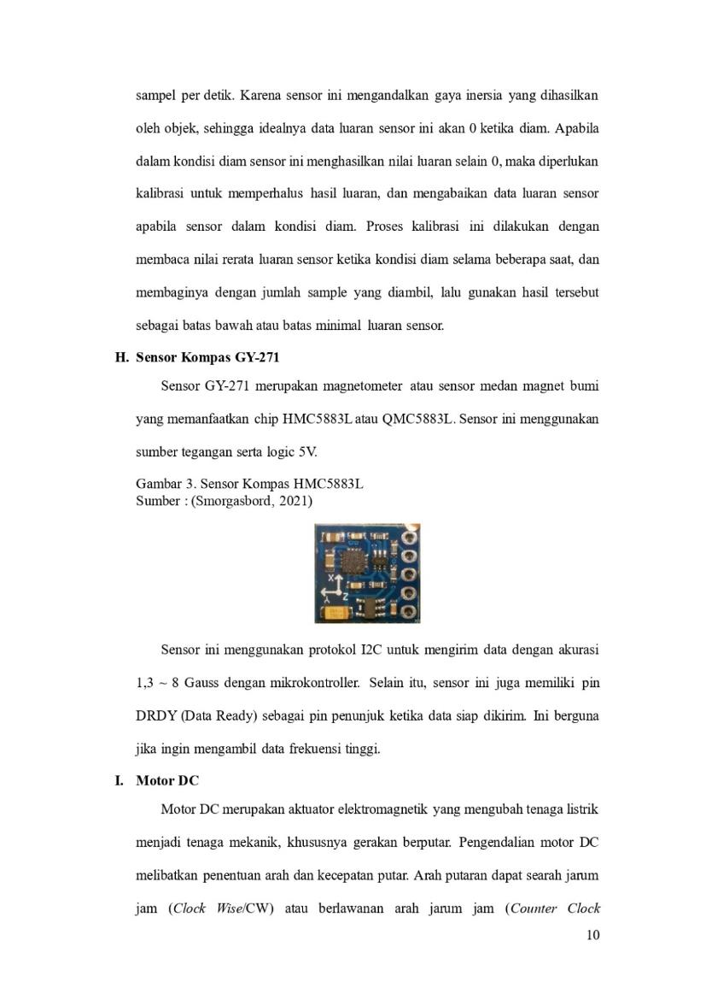 sampel per detik. Karena sensor ini mengandalkan gaya inersia yang dihasilkan
oleh objek, sehingga idealnya data luaran sensor ini akan 0 ketika diam. Apabila
dalam kondisi diam sensor ini menghasilkan nilai luaran selain 0, maka diperlukan
kalibrasi untuk memperhalus hasil luaran, dan mengabaikan data luaran sensor
apabila sensor dalam kondisi diam. Proses kalibrasi ini dilakukan dengan
membaca nilai rerata luaran sensor ketika kondisi diam selama beberapa saat, dan
membaginya dengan jumlah sample yang diambil, lalu gunakan hasil tersebut
sebagai batas bawah atau batas minimal luaran sensor.
H. Sensor Kompas GY-271
Sensor GY-271 merupakan magnetometer atau sensor medan magnet bumi
yang memanfaatkan chip HMC5883L atau QMC5883L. Sensor ini menggunakan
sumber tegangan serta logic 5V.
Gambar 3. Sensor Kompas HMC5883L
Sumber : (Smorgasbord, 2021)
X
Y
Z
Sensor ini menggunakan protokol I2C untuk mengirim data dengan akurasi
1,3 ~ 8 Gauss dengan mikrokontroller. Selain itu, sensor ini juga memiliki pin
DRDY (Data Ready) sebagai pin penunjuk ketika data siap dikirim. Ini berguna
jika ingin mengambil data frekuensi tinggi.
I. Motor DC
Motor DC merupakan aktuator elektromagnetik yang mengubah tenaga listrik
menjadi tenaga mekanik, khususnya gerakan berputar. Pengendalian motor DC
melibatkan penentuan arah dan kecepatan putar. Arah putaran dapat searah jarum
jam (Clock Wise/CW) atau berlawanan arah jarum jam (Counter Clock
10